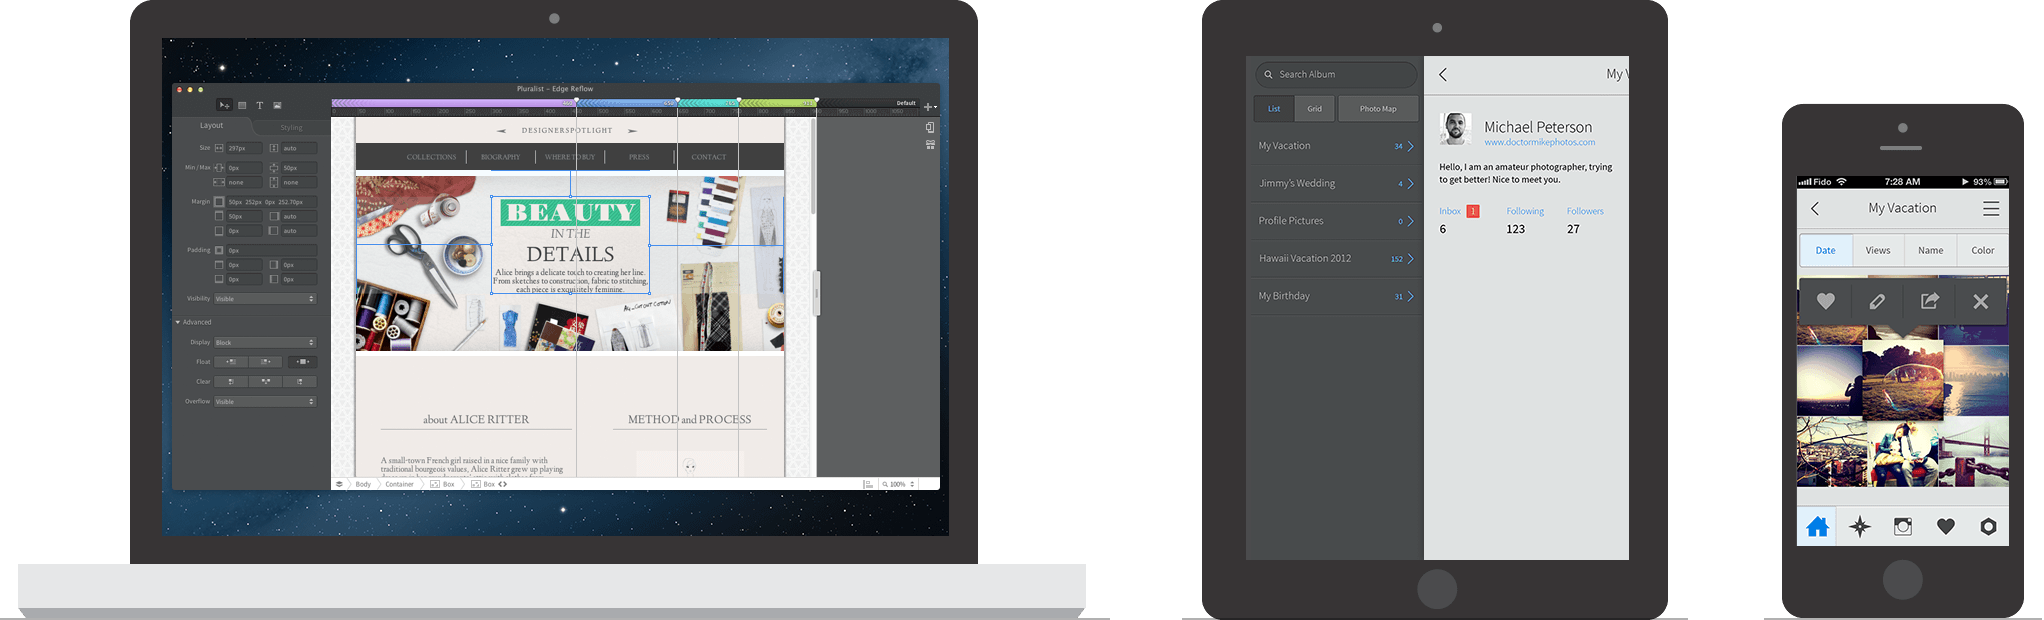 Pluralist – Edge Reflow
Default
Layout
Styling
Size
297px
auto
Min / Max
0px
50px
none
none
Margin
50px 252px 0px 252.70px
50px
auto
0px
auto
Padding
0px
0px
0px
0px
0px
Visibility
Visible
Advanced
Display
Block
Float
Clear
Overflow
Visible
DESIGNERSPOTLIGHT
COLLECTIONS
BIOGRAPHY
WHERE TO BUY
PRESS
CONTACT
BEAUTY
IN THE
DETAILS
Alice brings a delicate touch to creating her line.
From sketches to construction, fabric to stitching,
each piece is exquisitely feminine.
about ALICE RITTER
METHOD and PROCESS
A small-town French girl raised in a nice family with
traditional bourgeois values, Alice Ritter grew up playing
Body
Container
Box
Box
100%
Search Album
List
Grid
Photo Map
My Vacation
34
Jimmy's Wedding
4
Profile Pictures
0
Hawaii Vacation 2012
152
My Birthday
31
My V
Michael Peterson
www.doctormikephotos.com
Hello, I am an amateur photographer, trying
to get better! Nice to meet you.
Inbox 1
Following
Followers
6
123
27
Fido
7:28 AM
93%
My Vacation
Date
Views
Name
Color